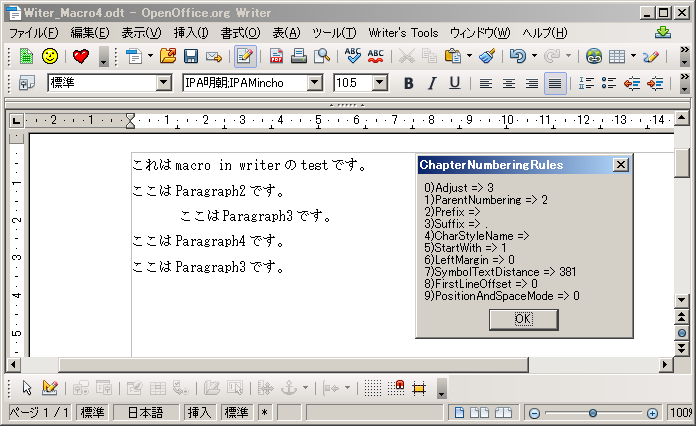 Witer_Macro4.odt - OpenOffice.org Writer
ファイル(F) 編集(E) 表示(V) 挿入(I) 書式(O) 表(A) ツール(T) Writer's Tools ウィンドウ(W) ヘルプ(H)
標準 IPA明朝;IPAMincho 10.5 B I U
2 1 1 2 3 4 5 6 7 8 9 10 11 12 13 14
これは macro in writer の test です。
ここは Paragraph2 です。
ここは Paragraph3 です。
ここは Paragraph4 です。
ここは Paragraph3 です。
ChapterNumberingRules
0)Adjust => 3
1)ParentNumbering => 2
2)Prefix =>
3)Suffix => .
4)CharStyleName =>
5)StartWith => 1
6)LeftMargin => 0
7)SymbolTextDistance => 381
8)FirstLineOffset => 0
9)PositionAndSpaceMode => 0
OK
1
2
3
4
5
ページ 1 / 1 標準 日本語 挿入 標準 * 100%